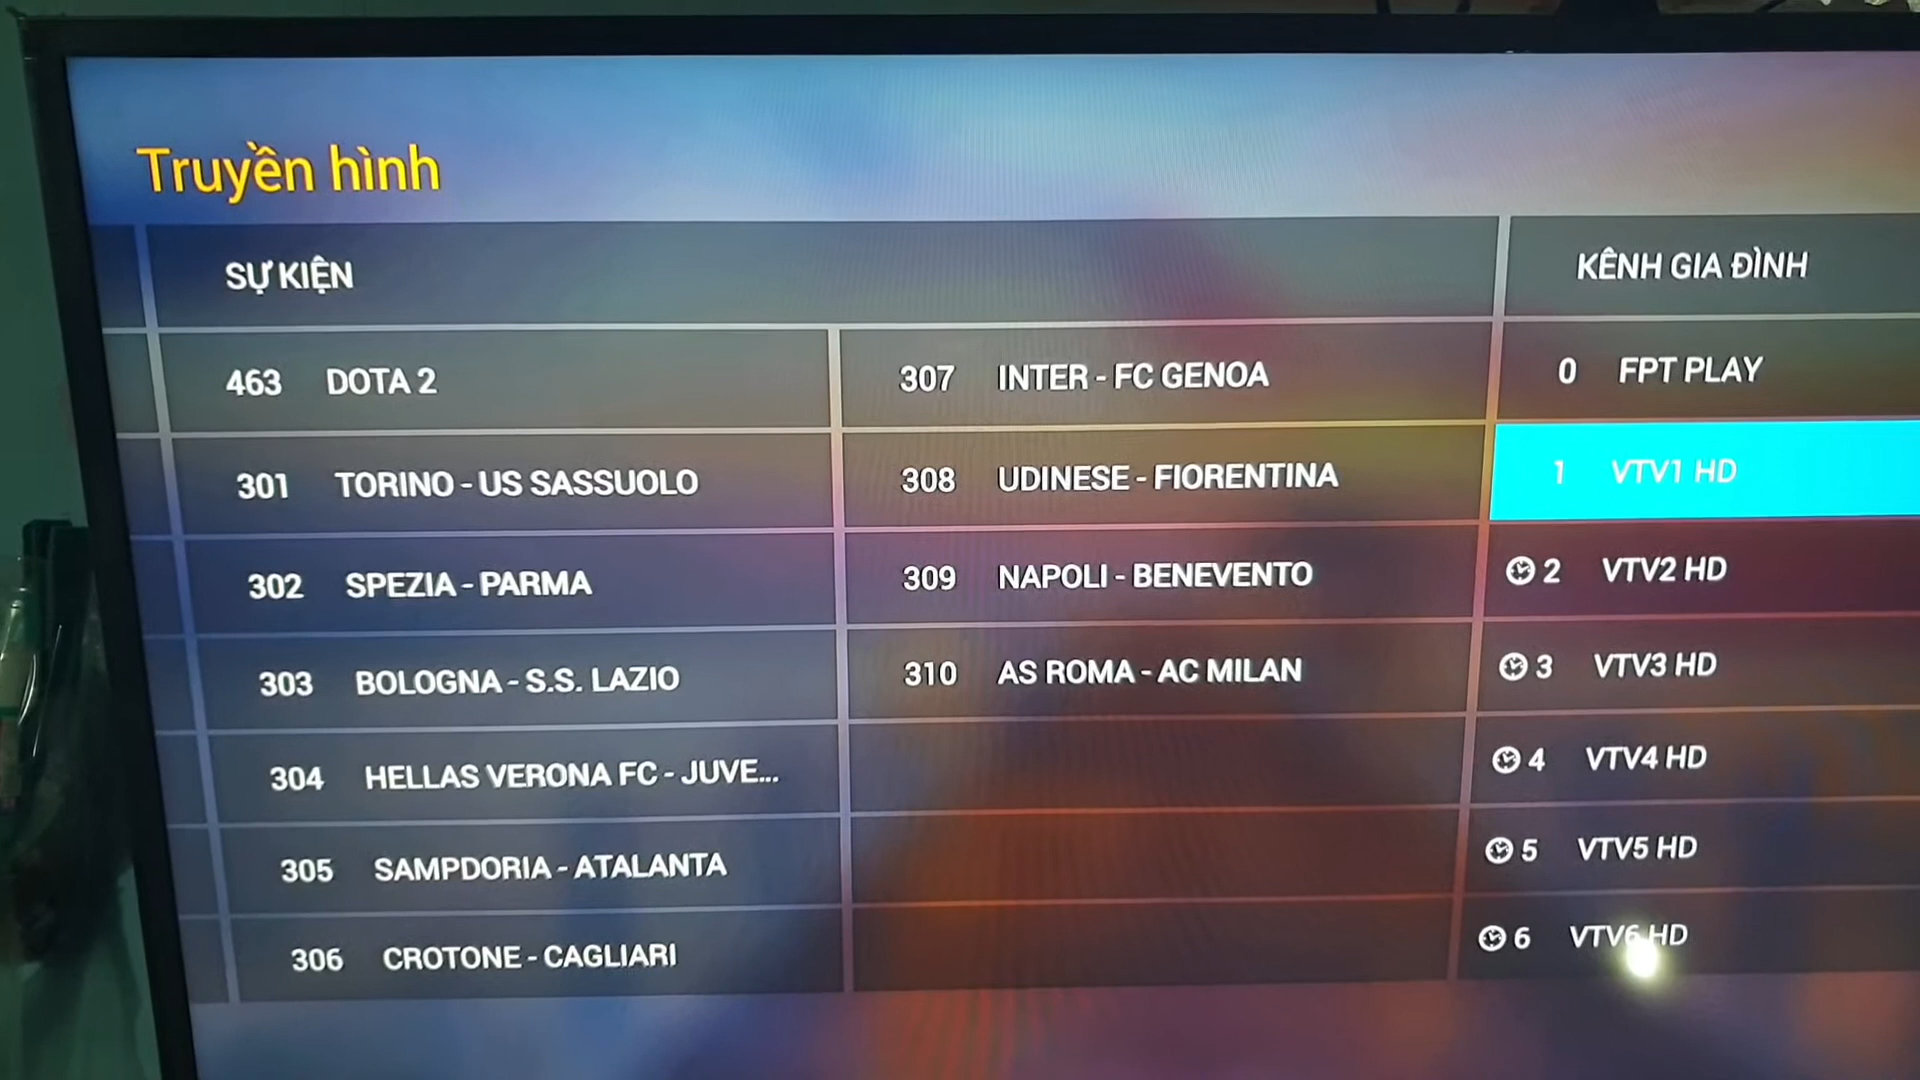 Truyền hình
SỰ KIỆN
463 DOTA 2
301 TORINO - US SASSUOLO
302 SPEZIA - PARMA
303 BOLOGNA - S.S. LAZIO
304 HELLAS VERONA FC - JUVE...
305 SAMPDORIA - ATALANTA
306 CROTONE - CAGLIARI
307 INTER - FC GENOA
308 UDINESE - FIORENTINA
309 NAPOLI - BENEVENTO
310 AS ROMA - AC MILAN
KÊNH GIA ĐÌNH
0 FPT PLAY
1 VTV1 HD
2 VTV2 HD
3 VTV3 HD
4 VTV4 HD
5 VTV5 HD
6 VTV6 HD